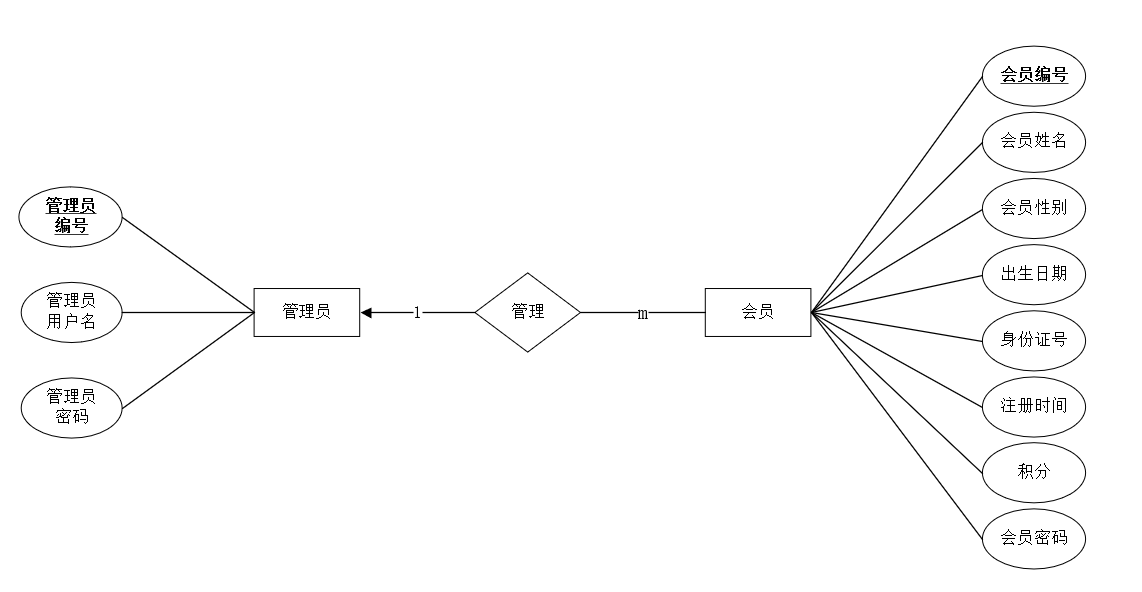 管理员
编号
管理员
用户名
管理员
密码
管理员
1
管理
m
会员
会员编号
会员姓名
会员性别
出生日期
身份证号
注册时间
积分
会员密码